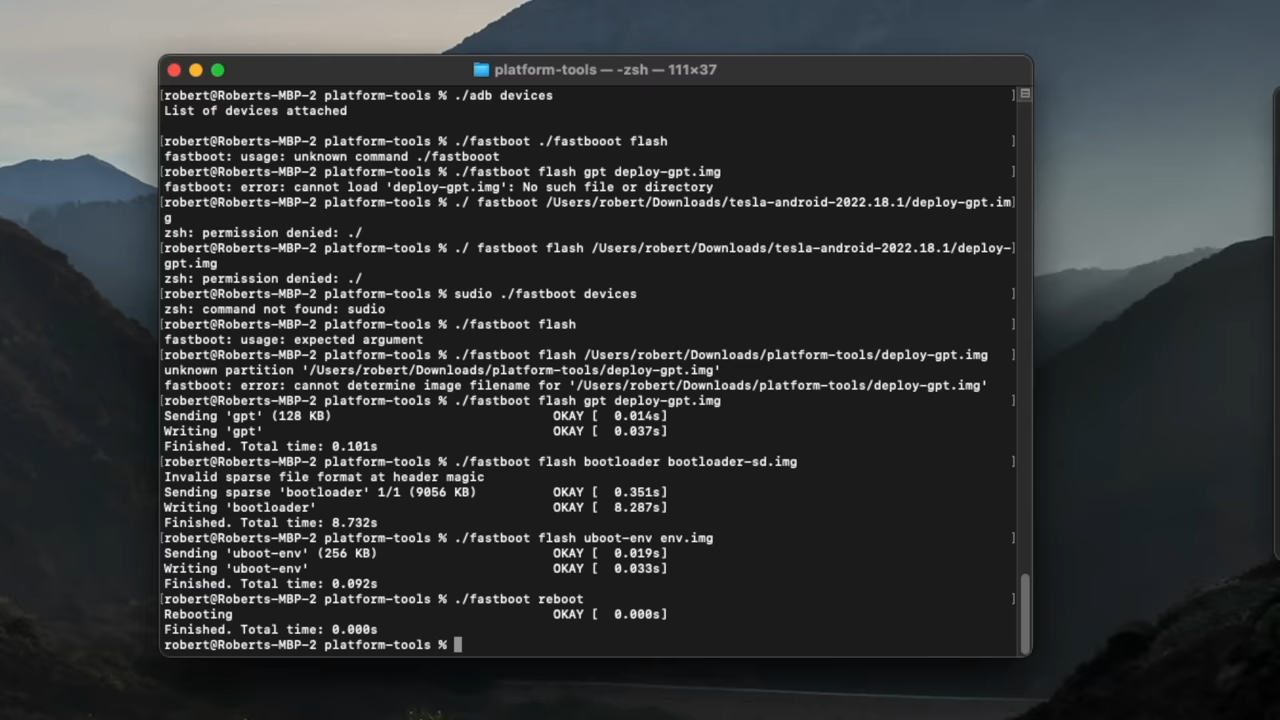 platform-tools — -zsh — 111×37
[robert@Roberts-MBP-2 platform-tools % ./adb devices ]
List of devices attached
[robert@Roberts-MBP-2 platform-tools % ./fastboot ./fastbooot flash ]
fastboot: usage: unknown command ./fastbooot
[robert@Roberts-MBP-2 platform-tools % ./fastboot flash gpt deploy-gpt.img ]
fastboot: error: cannot load 'deploy-gpt.img': No such file or directory
[robert@Roberts-MBP-2 platform-tools % ./ fastboot /Users/robert/Downloads/tesla-android-2022.18.1/deploy-gpt.im]
g
zsh: permission denied: ./
[robert@Roberts-MBP-2 platform-tools % ./ fastboot flash /Users/robert/Downloads/tesla-android-2022.18.1/deploy-]
gpt.img
zsh: permission denied: ./
[robert@Roberts-MBP-2 platform-tools % sudio ./fastboot devices ]
zsh: command not found: sudio
[robert@Roberts-MBP-2 platform-tools % ./fastboot flash ]
fastboot: usage: expected argument
[robert@Roberts-MBP-2 platform-tools % ./fastboot flash /Users/robert/Downloads/platform-tools/deploy-gpt.img ]
unknown partition '/Users/robert/Downloads/platform-tools/deploy-gpt.img'
fastboot: error: cannot determine image filename for '/Users/robert/Downloads/platform-tools/deploy-gpt.img'
[robert@Roberts-MBP-2 platform-tools % ./fastboot flash gpt deploy-gpt.img ]
Sending 'gpt' (128 KB) OKAY [ 0.014s]
Writing 'gpt' OKAY [ 0.037s]
Finished. Total time: 0.101s
[robert@Roberts-MBP-2 platform-tools % ./fastboot flash bootloader bootloader-sd.img ]
Invalid sparse file format at header magic
Sending sparse 'bootloader' 1/1 (9056 KB) OKAY [ 0.351s]
Writing 'bootloader' OKAY [ 8.287s]
Finished. Total time: 8.732s
[robert@Roberts-MBP-2 platform-tools % ./fastboot flash uboot-env env.img ]
Sending 'uboot-env' (256 KB) OKAY [ 0.019s]
Writing 'uboot-env' OKAY [ 0.033s]
Finished. Total time: 0.092s
[robert@Roberts-MBP-2 platform-tools % ./fastboot reboot ]
Rebooting OKAY [ 0.000s]
Finished. Total time: 0.000s
robert@Roberts-MBP-2 platform-tools %